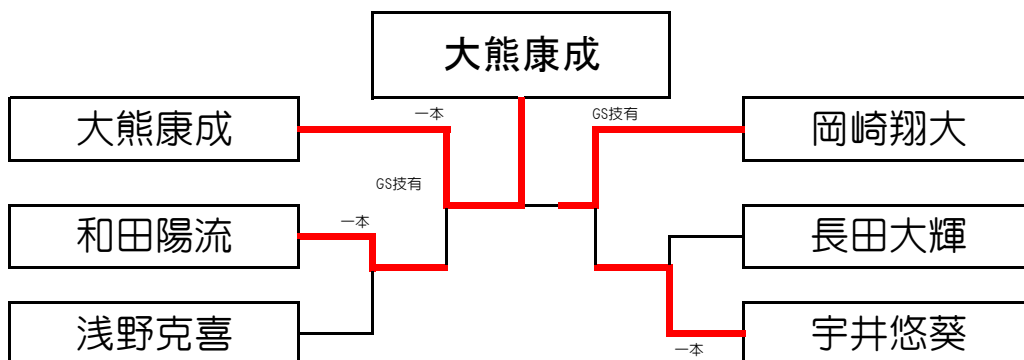 大熊康成
一本
GS技有
大熊康成
岡崎翔大
GS技有
一本
和田陽流
長田大輝
浅野克喜
宇井悠葵
一本